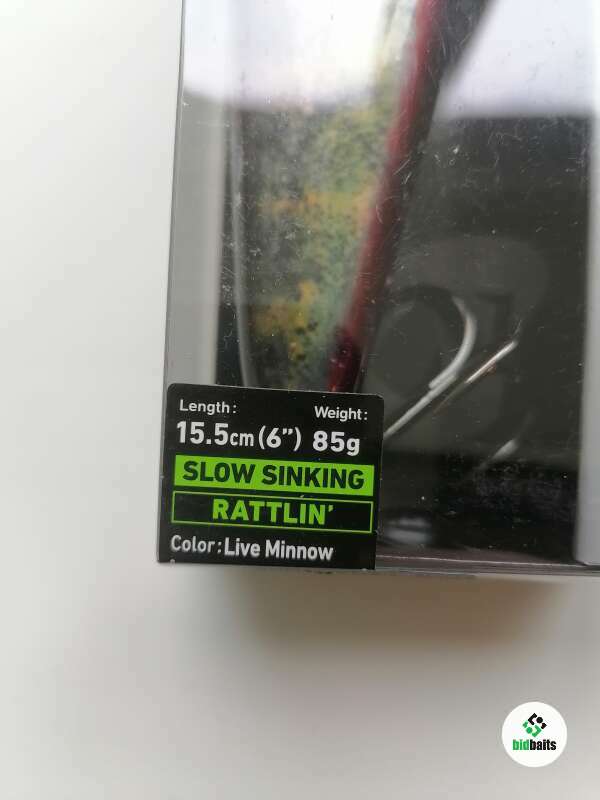 Length: Weight:
15.5cm (6”) 85g
SLOW SINKING
RATTLIN’
Color: Live Minnow
bidbaits